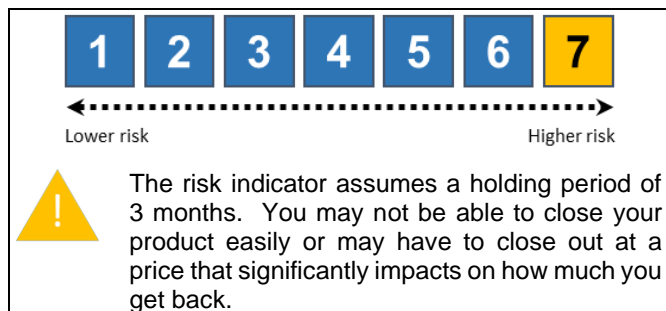 1 2 3 4 5 6 7
Lower risk Higher risk
!
The risk indicator assumes a holding period of
3 months. You may not be able to close your
product easily or may have to close out at a
price that significantly impacts on how much you
get back.